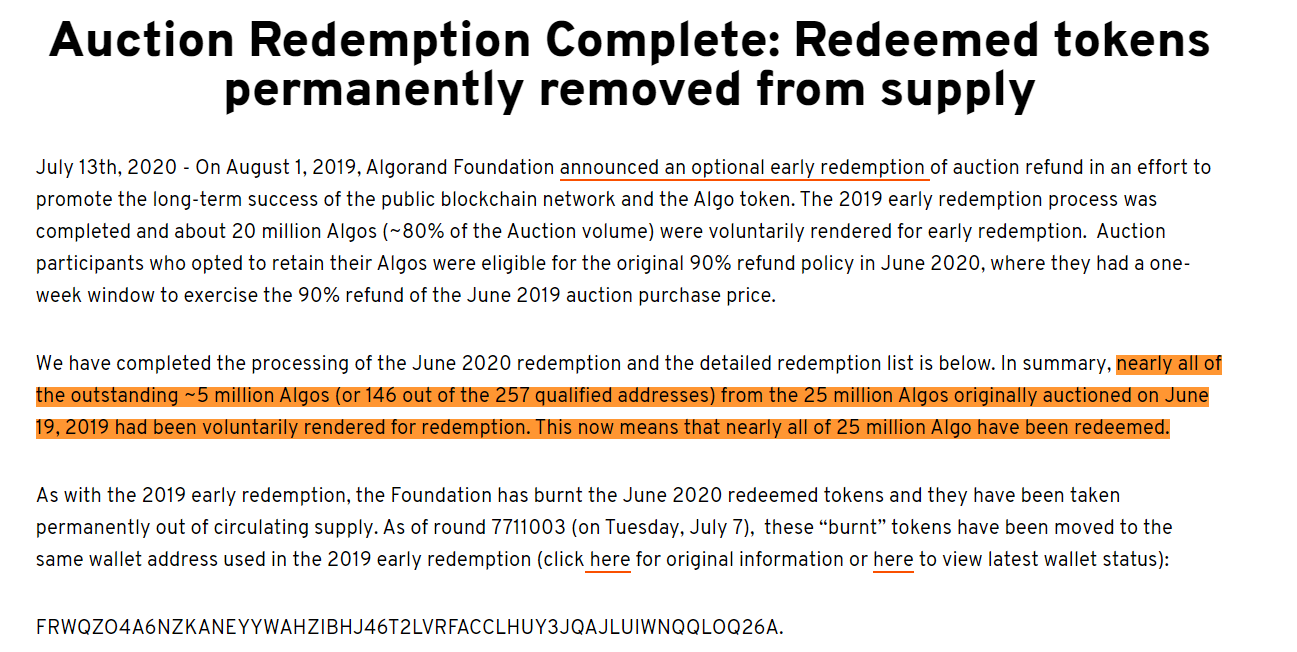 Auction Redemption Complete: Redeemed tokens
permanently removed from supply
July 13th, 2020 - On August 1, 2019, Algorand Foundation announced an optional early redemption of auction refund in an effort to
promote the long-term success of the public blockchain network and the Algo token. The 2019 early redemption process was
completed and about 20 million Algos (~80% of the Auction volume) were voluntarily rendered for early redemption.  Auction
participants who opted to retain their Algos were eligible for the original 90% refund policy in June 2020, where they had a one-
week window to exercise the 90% refund of the June 2019 auction purchase price.
We have completed the processing of the June 2020 redemption and the detailed redemption list is below. In summary, nearly all of
the outstanding ~5 million Algos (or 146 out of the 257 qualified addresses) from the 25 million Algos originally auctioned on June
19, 2019 had been voluntarily rendered for redemption. This now means that nearly all of 25 million Algo have been redeemed.
As with the 2019 early redemption, the Foundation has burnt the June 2020 redeemed tokens and they have been taken
permanently out of circulating supply. As of round 7711003 (on Tuesday, July 7),  these “burnt” tokens have been moved to the
same wallet address used in the 2019 early redemption (click here for original information or here to view latest wallet status):
FRWQZO4A6NZKANEYYWAHZIBHJ46T2LVRFACCLHUY3JQAJLUIWNQQLOQ26A.